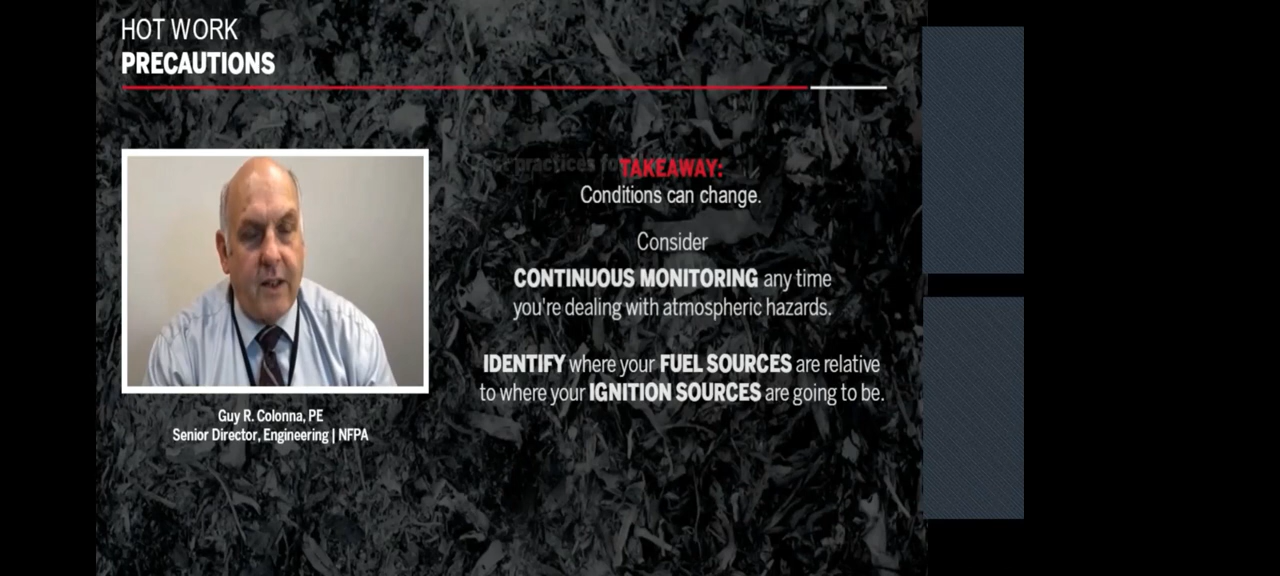 HOT WORK
PRECAUTIONS
practices fo
TAKEAWAY:
Conditions can change.
Consider
CONTINUOUS MONITORING any time
you're dealing with atmospheric hazards.
IDENTIFY where your FUEL SOURCES are relative
to where your IGNITION SOURCES are going to be.
Guy R. Colonna, PE
Senior Director, Engineering | NFPA